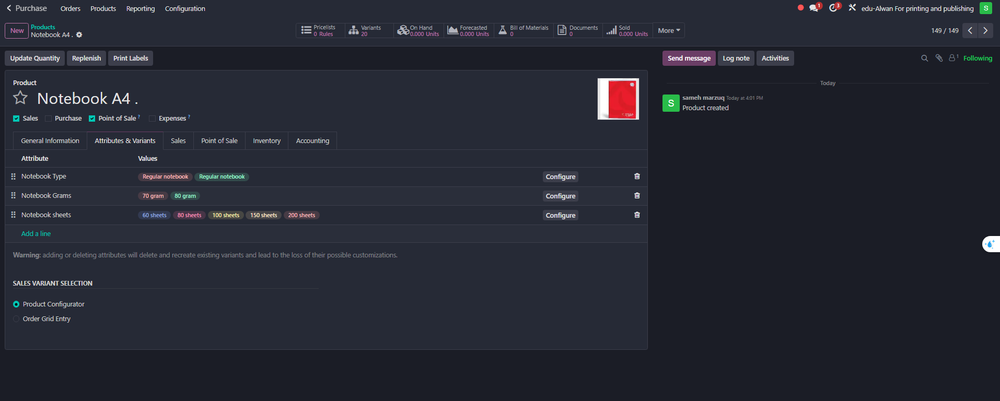 Purchase Orders Products Reporting Configuration 1 3 edu-Alwan For printing and publishing S
New Products Notebook A4 .
Pricelists 0 Rules Variants 20 On Hand 0.000 Units Forecasted 0.000 Units Bill of Materials 0 Documents 0 Sold 0.000 Units More 149 / 149
Update Quantity Replenish Print Labels
Send message Log note Activities 1 Following
Product
Notebook A4 .
Sales Purchase Point of Sale ? Expenses ?
General Information Attributes & Variants Sales Point of Sale Inventory Accounting
Attribute Values
Notebook Type Regular notebook Regular notebook Configure
Notebook Grams 70 gram 80 gram Configure
Notebook sheets 60 sheets 80 sheets 100 sheets 150 sheets 200 sheets Configure
Add a line
Warning: adding or deleting attributes will delete and recreate existing variants and lead to the loss of their possible customizations.
SALES VARIANT SELECTION
Product Configurator
Order Grid Entry
Today
S sameh marzuq Today at 4:01 PM
Product created